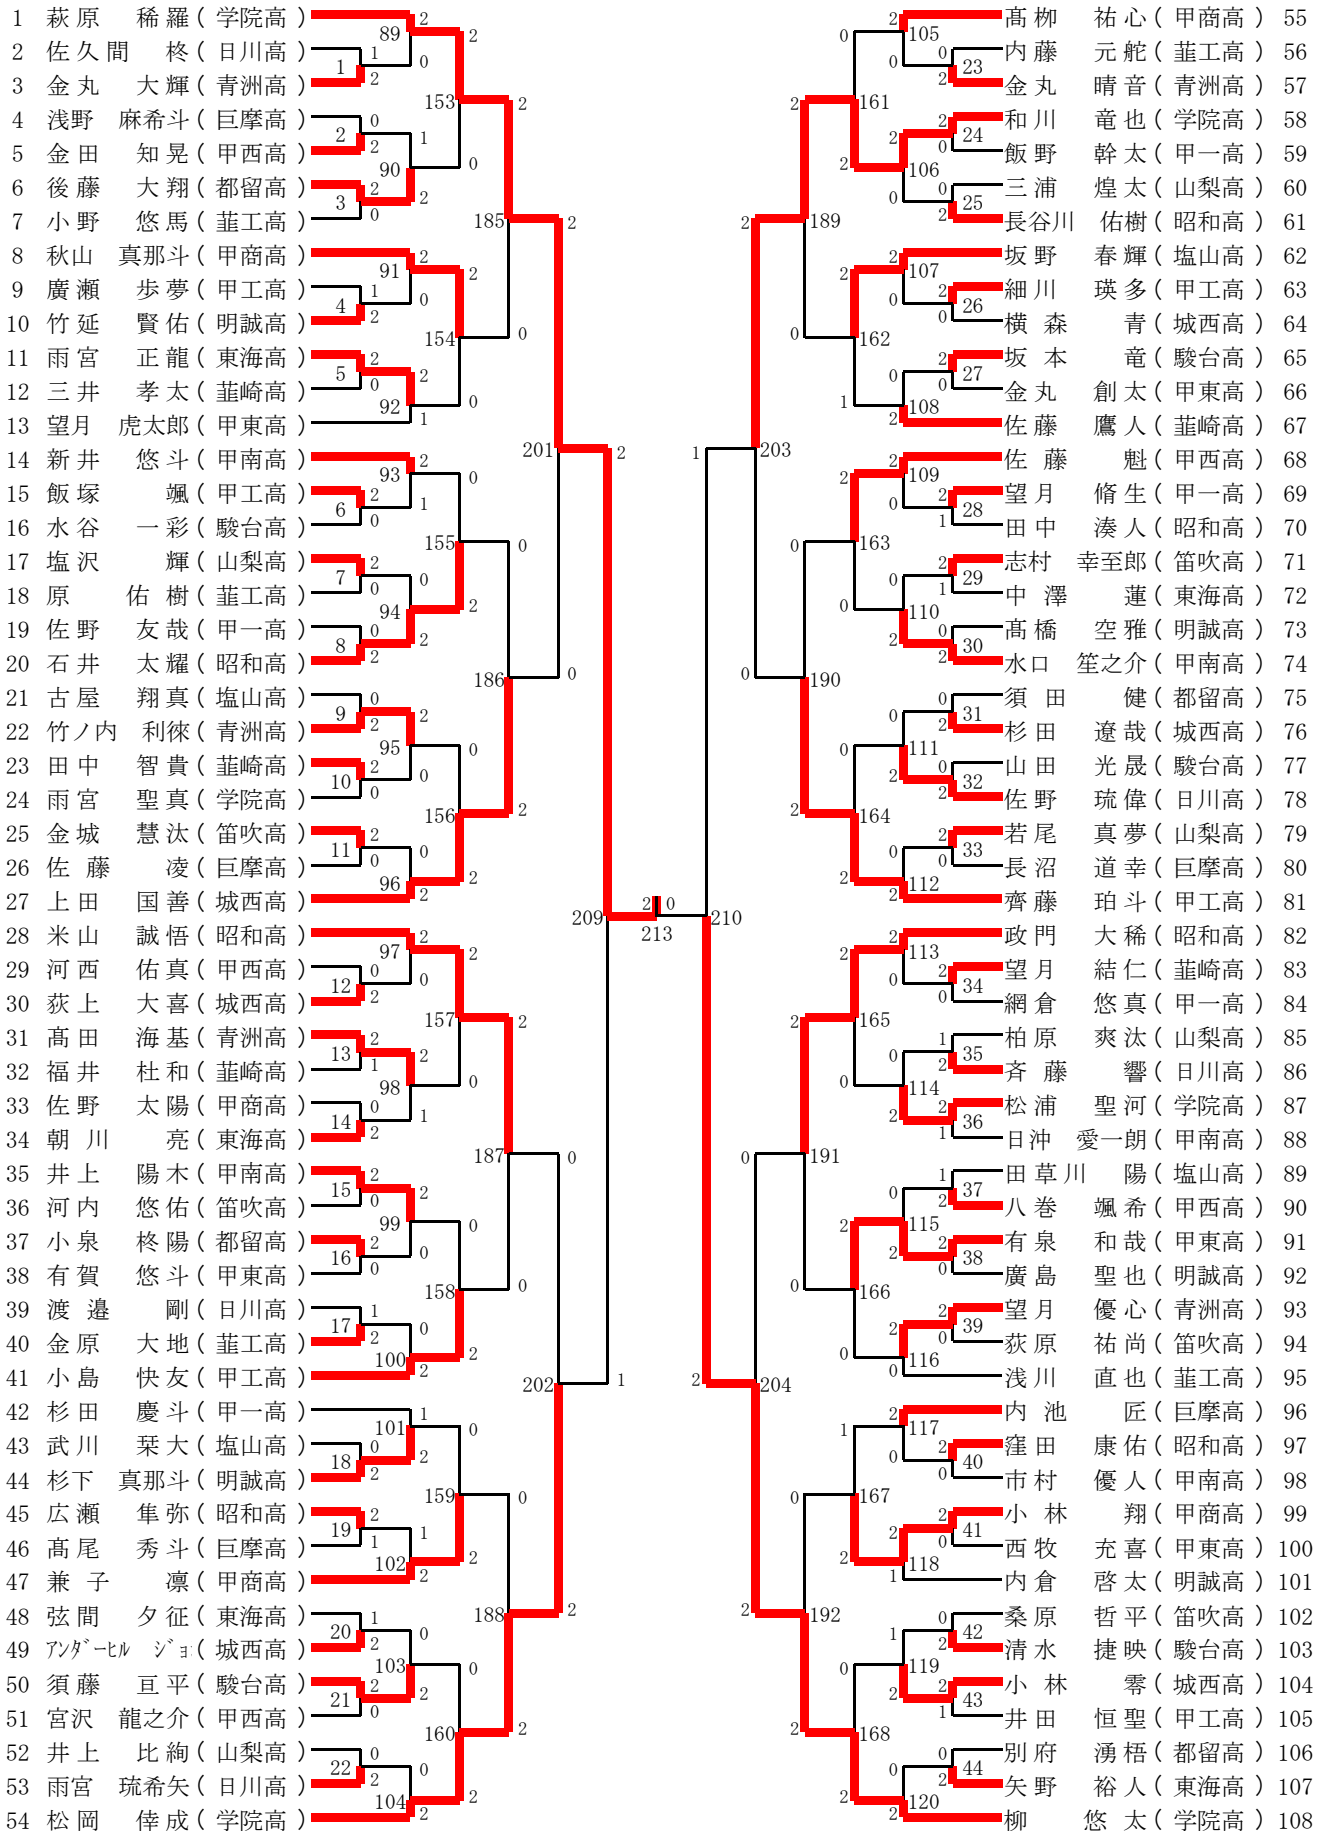 1 萩原 稀羅 ( 学院高 )
2 佐久間 柊 ( 日川高 )
3 金丸 大輝 ( 青洲高 )
4 浅野 麻希斗 ( 巨摩高 )
5 金田 知晃 ( 甲西高 )
6 後藤 大翔 ( 都留高 )
7 小野 悠馬 ( 韮工高 )
8 秋山 真那斗 ( 甲商高 )
9 廣瀬 歩夢 ( 甲工高 )
10 竹延 賢佑 ( 明誠高 )
11 雨宮 正龍 ( 東海高 )
12 三井 孝太 ( 韮崎高 )
13 望月 虎太郎 ( 甲東高 )
14 新井 悠斗 ( 甲南高 )
15 飯塚 颯 ( 甲工高 )
16 水谷 一彩 ( 駿台高 )
17 塩沢 輝 ( 山梨高 )
18 原 佑樹 ( 韮工高 )
19 佐野 友哉 ( 甲一高 )
20 石井 太耀 ( 昭和高 )
21 古屋 翔真 ( 塩山高 )
22 竹ノ内 利徠 ( 青洲高 )
23 田中 智貴 ( 韮崎高 )
24 雨宮 聖真 ( 学院高 )
25 金城 慧汰 ( 笛吹高 )
26 佐藤 凌 ( 巨摩高 )
27 上田 国善 ( 城西高 )
28 米山 誠悟 ( 昭和高 )
29 河西 佑真 ( 甲西高 )
30 荻上 大喜 ( 城西高 )
31 髙田 海基 ( 青洲高 )
32 福井 杜和 ( 韮崎高 )
33 佐野 太陽 ( 甲商高 )
34 朝川 亮 ( 東海高 )
35 井上 陽木 ( 甲南高 )
36 河内 悠佑 ( 笛吹高 )
37 小泉 柊陽 ( 都留高 )
38 有賀 悠斗 ( 甲東高 )
39 渡邉 剛 ( 日川高 )
40 金原 大地 ( 韮工高 )
41 小島 快友 ( 甲工高 )
42 杉田 慶斗 ( 甲一高 )
43 武川 栞大 ( 塩山高 )
44 杉下 真那斗 ( 明誠高 )
45 広瀬 隼弥 ( 昭和高 )
46 髙尾 秀斗 ( 巨摩高 )
47 兼子 凛 ( 甲商高 )
48 弦間 夕征 ( 東海高 )
49 アンダーヒル ジョ ( 城西高 )
50 須藤 亘平 ( 駿台高 )
51 宮沢 龍之介 ( 甲西高 )
52 井上 比絢 ( 山梨高 )
53 雨宮 琉希矢 ( 日川高 )
54 松岡 倖成 ( 学院高 )
髙栁 祐心 ( 甲商高 ) 55
内藤 元舵 ( 韮工高 ) 56
金丸 晴音 ( 青洲高 ) 57
和川 竜也 ( 学院高 ) 58
飯野 幹太 ( 甲一高 ) 59
三浦 煌太 ( 山梨高 ) 60
長谷川 佑樹 ( 昭和高 ) 61
坂野 春輝 ( 塩山高 ) 62
細川 瑛多 ( 甲工高 ) 63
横森 青 ( 城西高 ) 64
坂本 竜 ( 駿台高 ) 65
金丸 創太 ( 甲東高 ) 66
佐藤 鷹人 ( 韮崎高 ) 67
佐藤 魁 ( 甲西高 ) 68
望月 脩生 ( 甲一高 ) 69
田中 湊人 ( 昭和高 ) 70
志村 幸至郎 ( 笛吹高 ) 71
中澤 蓮 ( 東海高 ) 72
髙橋 空雅 ( 明誠高 ) 73
水口 笙之介 ( 甲南高 ) 74
須田 健 ( 都留高 ) 75
杉田 遼哉 ( 城西高 ) 76
山田 光晟 ( 駿台高 ) 77
佐野 琉偉 ( 日川高 ) 78
若尾 真夢 ( 山梨高 ) 79
長沼 道幸 ( 巨摩高 ) 80
齊藤 珀斗 ( 甲工高 ) 81
政門 大稀 ( 昭和高 ) 82
望月 結仁 ( 韮崎高 ) 83
網倉 悠真 ( 甲一高 ) 84
柏原 爽汰 ( 山梨高 ) 85
斉藤 響 ( 日川高 ) 86
松浦 聖河 ( 学院高 ) 87
日沖 愛一朗 ( 甲南高 ) 88
田草川 陽 ( 塩山高 ) 89
八巻 颯希 ( 甲西高 ) 90
有泉 和哉 ( 甲東高 ) 91
廣島 聖也 ( 明誠高 ) 92
望月 優心 ( 青洲高 ) 93
荻原 祐尚 ( 笛吹高 ) 94
浅川 直也 ( 韮工高 ) 95
内池 匠 ( 巨摩高 ) 96
窪田 康佑 ( 昭和高 ) 97
市村 優人 ( 甲南高 ) 98
小林 翔 ( 甲商高 ) 99
西牧 充喜 ( 甲東高 ) 100
内倉 啓太 ( 明誠高 ) 101
桑原 哲平 ( 笛吹高 ) 102
清水 捷映 ( 駿台高 ) 103
小林 零 ( 城西高 ) 104
井田 恒聖 ( 甲工高 ) 105
別府 湧梧 ( 都留高 ) 106
矢野 裕人 ( 東海高 ) 107
柳 悠太 ( 学院高 ) 108